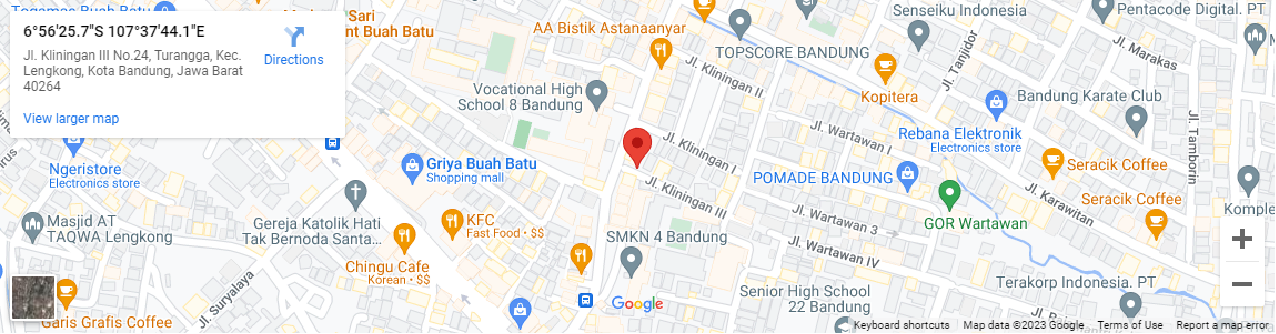 6°56'25.7"S 107°37'44.1"E
Jl. Kliningan III No.24, Turangga, Kec.
Lengkong, Kota Bandung, Jawa Barat
40264
Directions
View larger map
Buah Batu
Sari
nt Buah Batu
AA Bistik Astanaanyar
TOPSCORE BANDUNG
Senseiku Indonesia
Pentacode Digital. PT
Jl. Marakas
Jl. Tanjidor
Kopitera
Bandung Karate Club
Vocational High
School 8 Bandung
Jl. Kliningan I
Jl. Wartawan I
Rebana Elektronik
Electronics store
Jl. Tamborin
Seracik Coffee
Seracik Coffee
Jl. Karawitan
Ngeristore
Electronics store
Griya Buah Batu
Shopping mall
Jl. Kliningan III
POMADE BANDUNG
GOR Wartawan
Jl. Wartawan 3
Jl. Wartawan IV
Komple
Masjid AT
TAQWA Lengkong
Gereja Katolik Hati
Tak Bernoda Santa...
KFC
Fast Food · $$
SMKN 4 Bandung
Chingu Cafe
Korean · $$
Jl. Suryalaya
Garis Grafis Coffee
Senior High School
22 Bandung
Terakorp Indonesia. PT
Google
Keyboard shortcuts
Map data ©2023 Google
Terms of Use
Report a map error